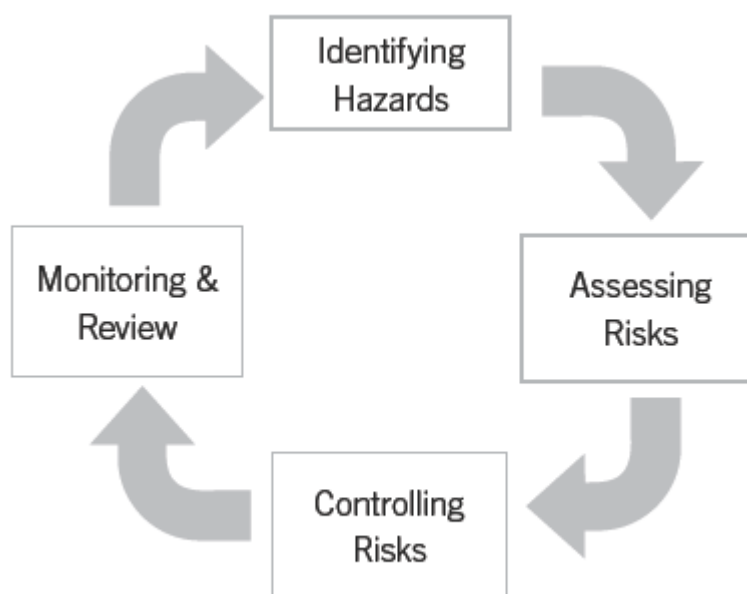 Identifying
Hazards
Assessing
Risks
Controlling
Risks
Monitoring &
Review